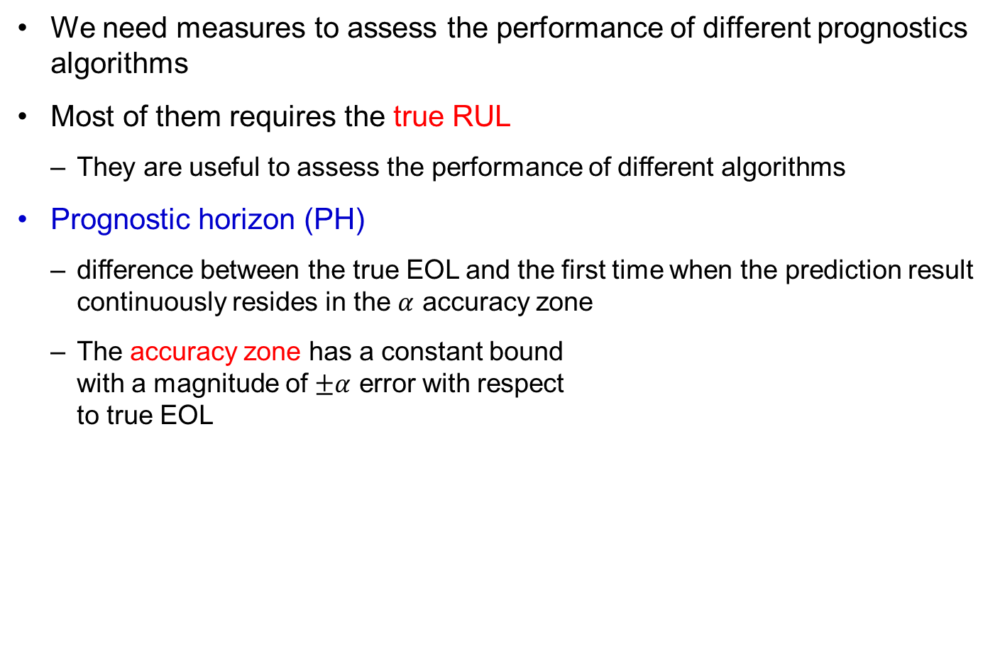 • We need measures to assess the performance of different prognostics
algorithms
• Most of them requires the true RUL
– They are useful to assess the performance of different algorithms
• Prognostic horizon (PH)
– difference between the true EOL and the first time when the prediction result
continuously resides in the α accuracy zone
– The accuracy zone has a constant bound
with a magnitude of ±α error with respect
to true EOL